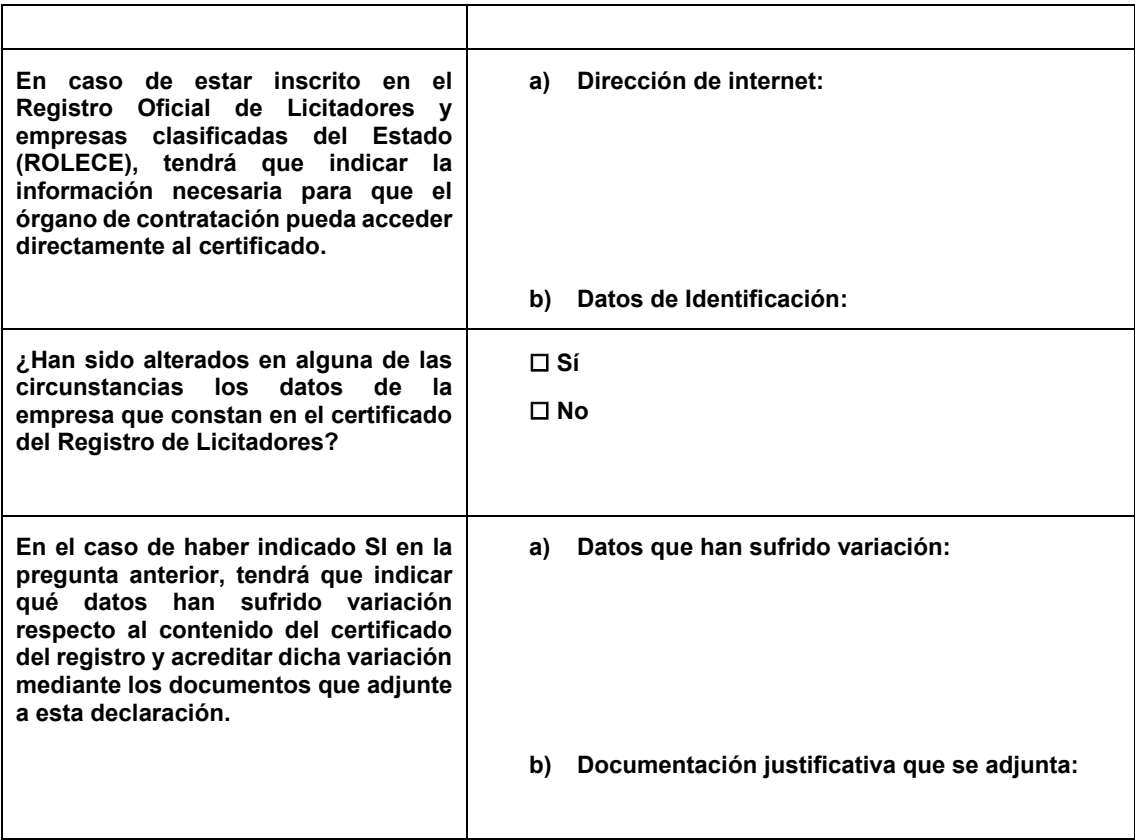 En caso de estar inscrito en el
Registro Oficial de Licitadores y
empresas clasificadas del Estado
(ROLECE), tendrá que indicar la
información necesaria para que el
órgano de contratación pueda acceder
directamente al certificado.
a) Dirección de internet:
b) Datos de Identificación:
¿Han sido alterados en alguna de las
circunstancias los datos de la
empresa que constan en el certificado
del Registro de Licitadores?
☐ Sí
☐ No
En el caso de haber indicado SI en la
pregunta anterior, tendrá que indicar
qué datos han sufrido variación
respecto al contenido del certificado
del registro y acreditar dicha variación
mediante los documentos que adjunte
a esta declaración.
a) Datos que han sufrido variación:
b) Documentación justificativa que se adjunta: